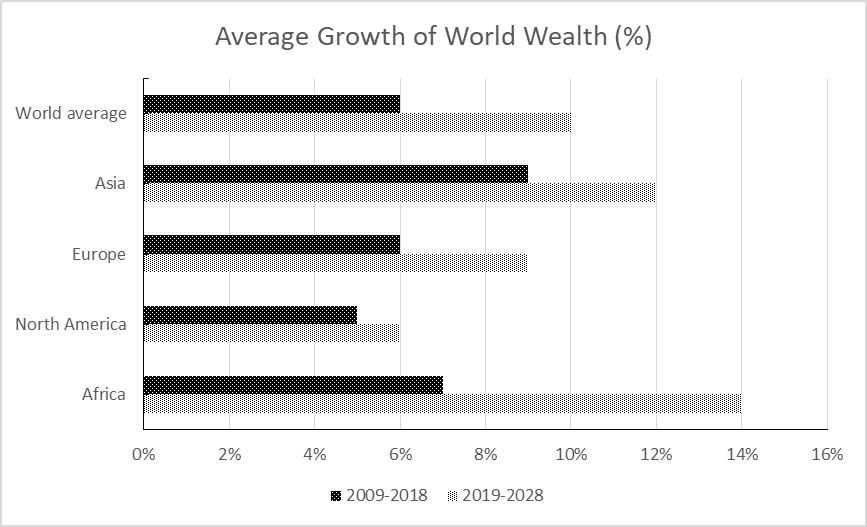 Average Growth of World Wealth (%)
World average
Asia
Europe
North America
Africa
0% 2% 4% 6% 8% 10% 12% 14% 16%
2009-2018 2019-2028